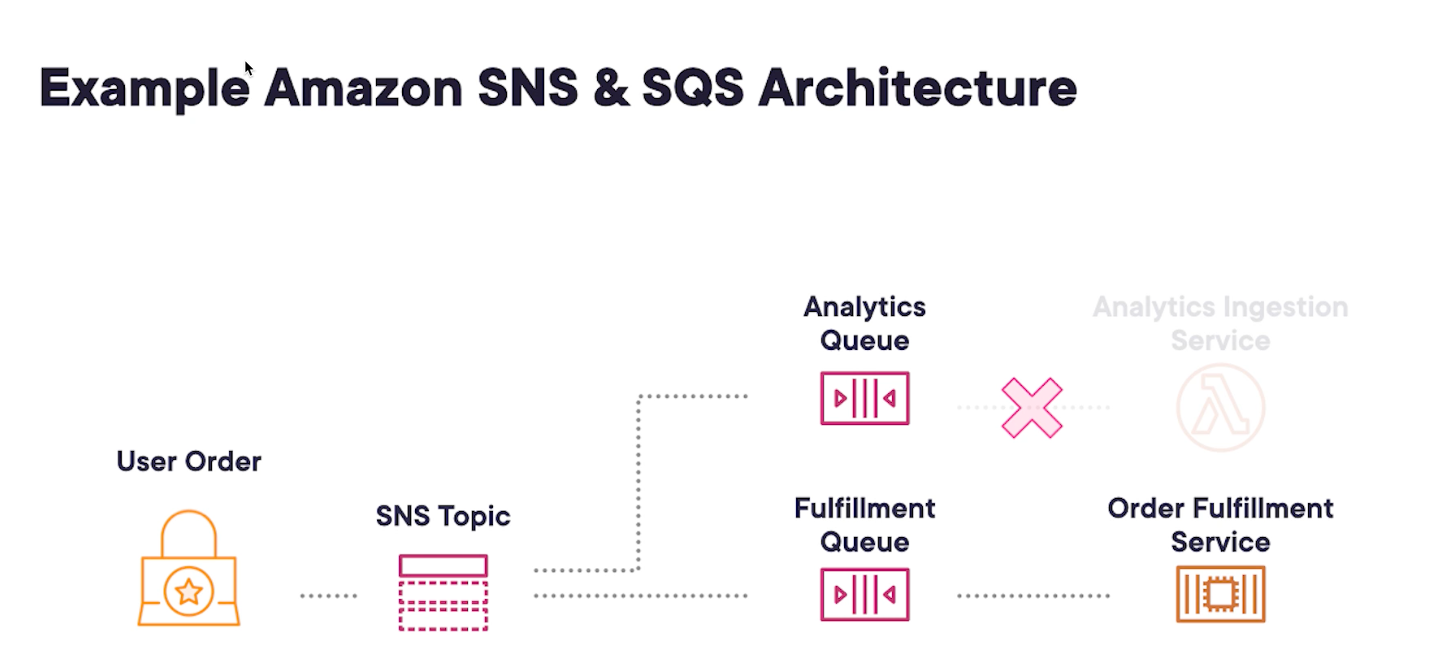 Example Amazon SNS & SQS Architecture
Analytics
Queue
Analytics Ingestion
Service
User Order
SNS Topic
Fulfillment
Queue
Order Fulfillment
Service